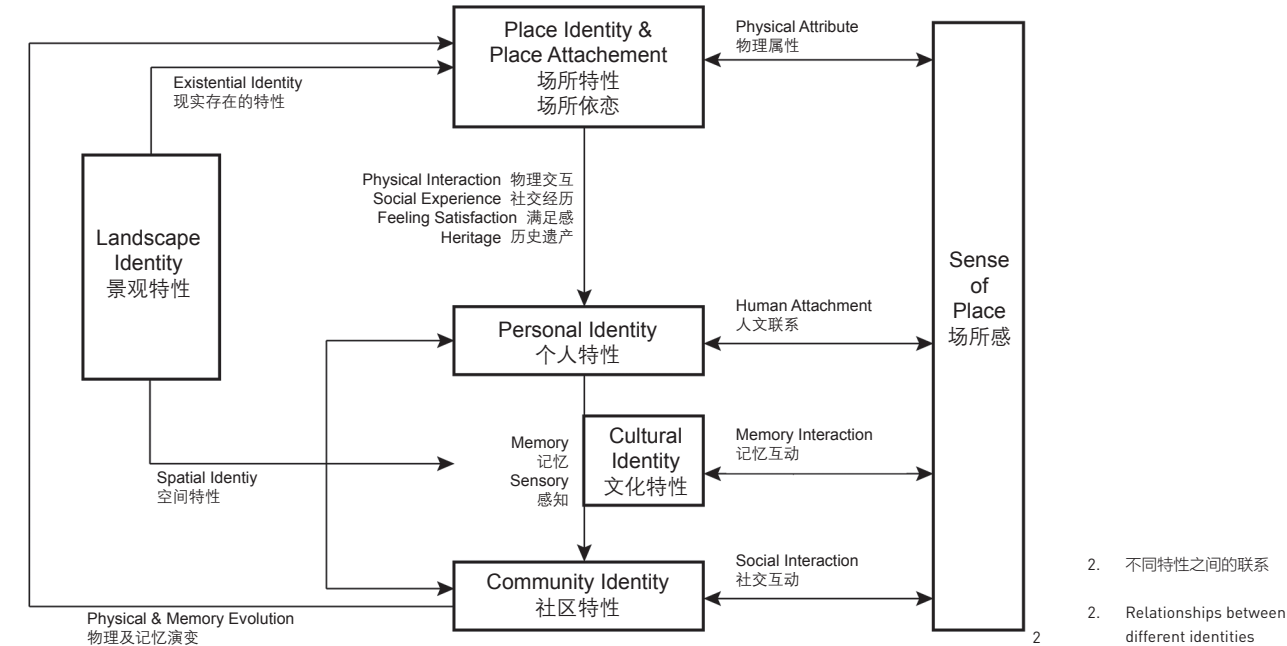 Place Identity &
Place Attachement
场所特性
场所依恋
Physical Attribute
物理属性
Existential Identity
现实存在的特性
Physical Interaction 物理交互
Social Experience 社交经历
Feeling Satisfaction 满足感
Heritage 历史遗产
Landscape
Identity
景观特性
Sense
of
Place
场所感
Personal Identity
个人特性
Human Attachment
人文联系
Memory
记忆
Sensory
感知
Cultural
Identity
文化特性
Memory Interaction
记忆互动
Spatial Identiy
空间特性
Community Identity
社区特性
Social Interaction
社交互动
Physical & Memory Evolution
物理及记忆演变
2
2. 不同特性之间的联系
2. Relationships between
different identities